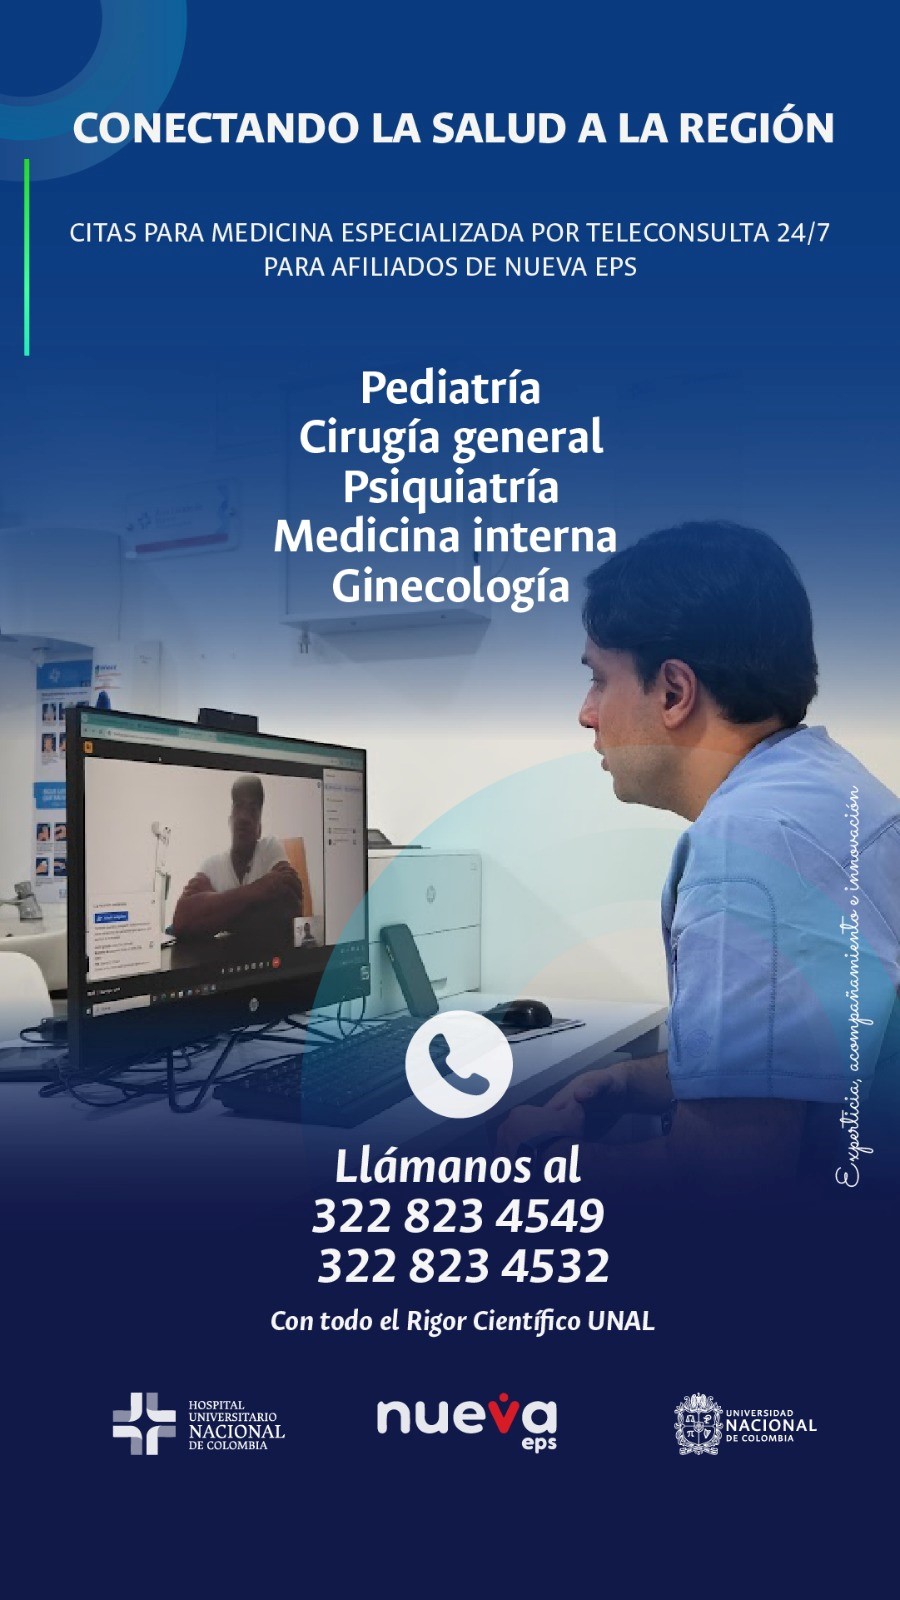 CONECTANDO LA SALUD A LA REGIÓN
CITAS PARA MEDICINA ESPECIALIZADA POR TELECONSULTA 24/7
PARA AFILIADOS DE NUEVA EPS
Pediatría
Cirugía general
Psiquiatría
Medicina interna
Ginecología
Experticia, acompañamiento e innovación
Llámanos al
322 823 4549
322 823 4532
Con todo el Rigor Científico UNAL
HOSPITAL
UNIVERSITARIO
NACIONAL
DE COLOMBIA
nueva
eps
UNIVERSIDAD
NACIONAL
DE COLOMBIA